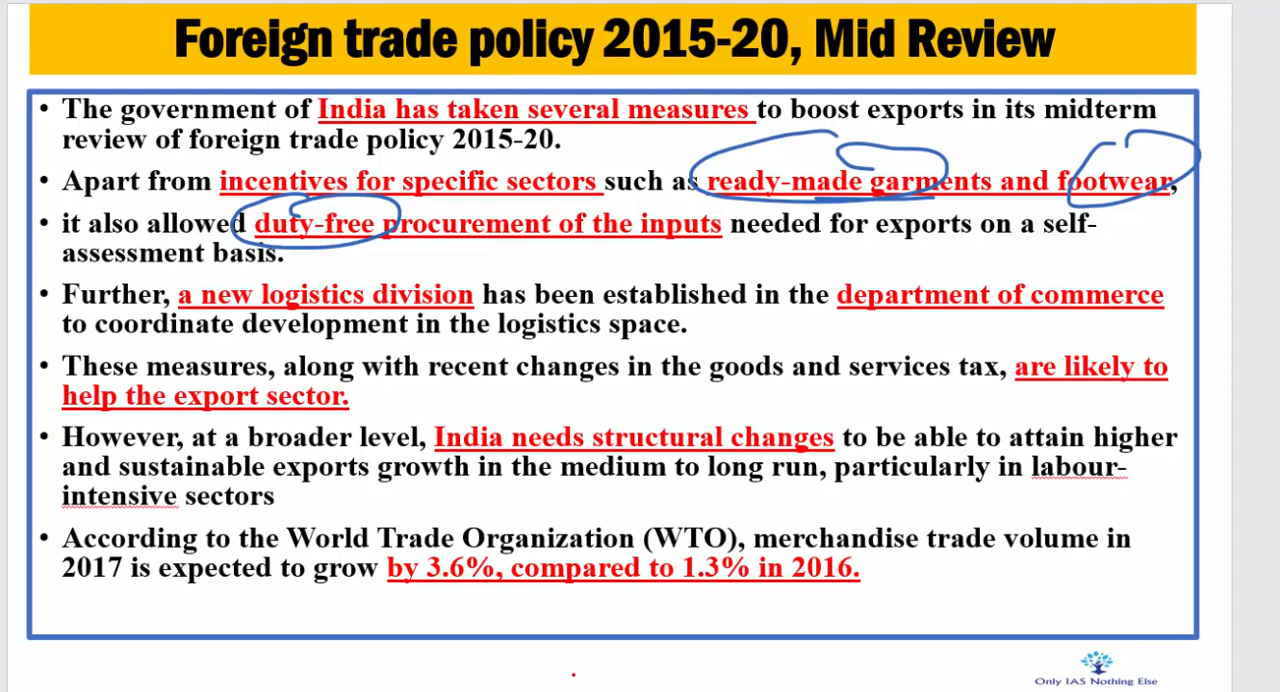 Foreign trade policy 2015-20, Mid Review
• The government of India has taken several measures to boost exports in its midterm
review of foreign trade policy 2015-20.
• Apart from incentives for specific sectors such as ready-made garments and footwear,
• it also allowed duty-free procurement of the inputs needed for exports on a self-
assessment basis.
• Further, a new logistics division has been established in the department of commerce
to coordinate development in the logistics space.
• These measures, along with recent changes in the goods and services tax, are likely to
help the export sector.
• However, at a broader level, India needs structural changes to be able to attain higher
and sustainable exports growth in the medium to long run, particularly in labour-
intensive sectors
• According to the World Trade Organization (WTO), merchandise trade volume in
2017 is expected to grow by 3.6%, compared to 1.3% in 2016.
Only IAS Nothing Else